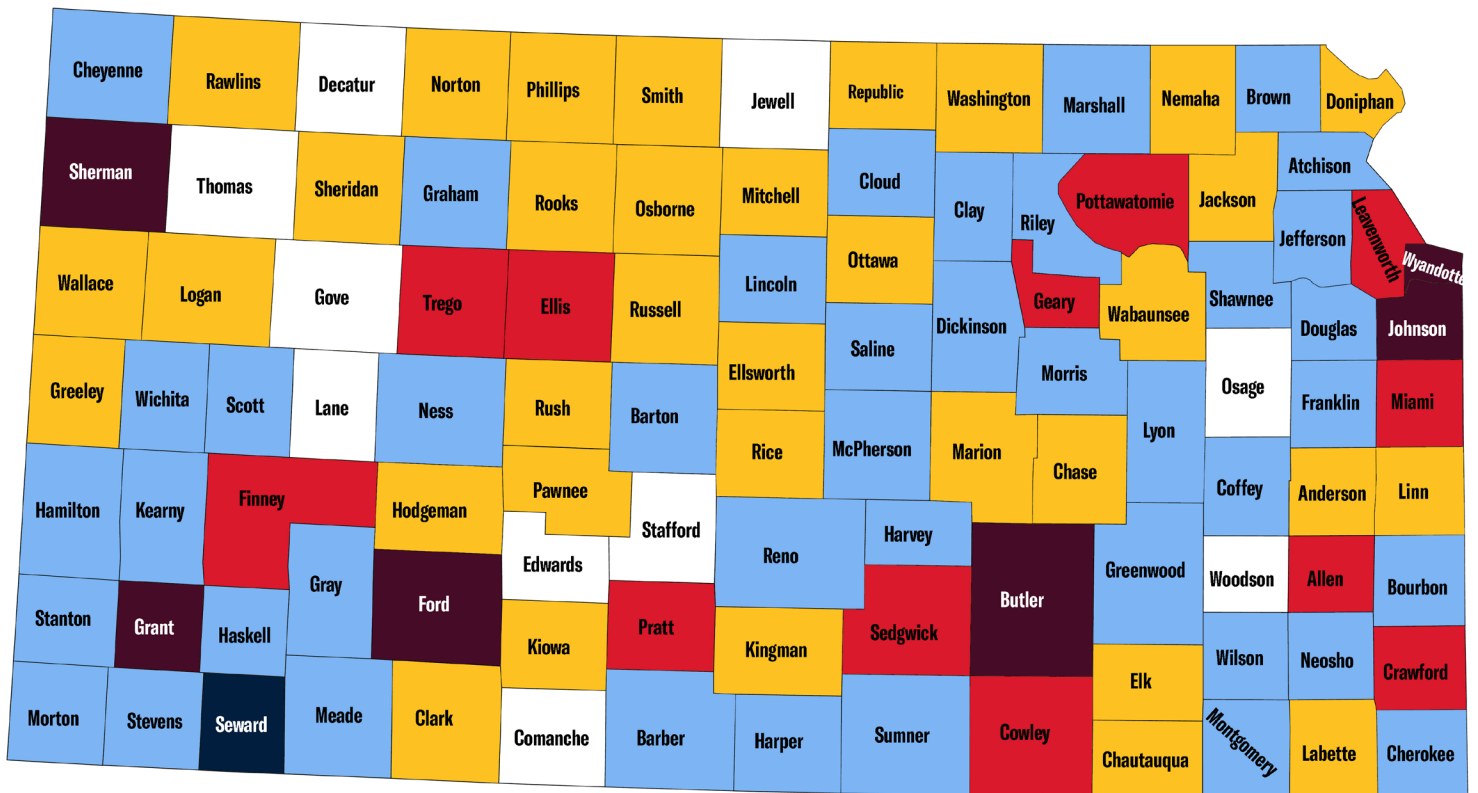 Cheyenne
Rawlins
Decatur
Norton
Phillips
Smith
Jewell
Republic
Washington
Marshall
Nemaha
Brown
Doniphan
Sherman
Thomas
Sheridan
Graham
Rooks
Osborne
Mitchell
Cloud
Clay
Riley
Pottawatomie
Jackson
Atchison
Jefferson
Leavenworth
Wyandotte
Wallace
Logan
Gove
Trego
Ellis
Russell
Lincoln
Ottawa
Saline
Dickinson
Geary
Wabaunsee
Shawnee
Douglas
Johnson
Greeley
Wichita
Scott
Lane
Ness
Rush
Barton
Ellsworth
Rice
McPherson
Marion
Morris
Chase
Lyon
Osage
Franklin
Miami
Hamilton
Kearny
Finney
Hodgeman
Pawnee
Stafford
Edwards
Reno
Harvey
Butler
Greenwood
Coffey
Anderson
Linn
Stanton
Grant
Haskell
Gray
Ford
Kiowa
Pratt
Kingman
Sedgwick
Woodson
Allen
Bourbon
Wilson
Neosho
Crawford
Morton
Stevens
Seward
Meade
Clark
Comanche
Barber
Harper
Sumner
Cowley
Elk
Chautauqua
Montgomery
Labette
Cherokee